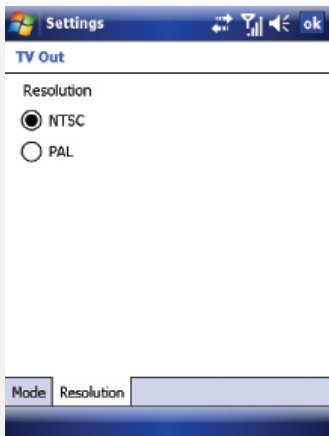 Settings ok
TV Out
Resolution
NTSC
PAL
Mode Resolution